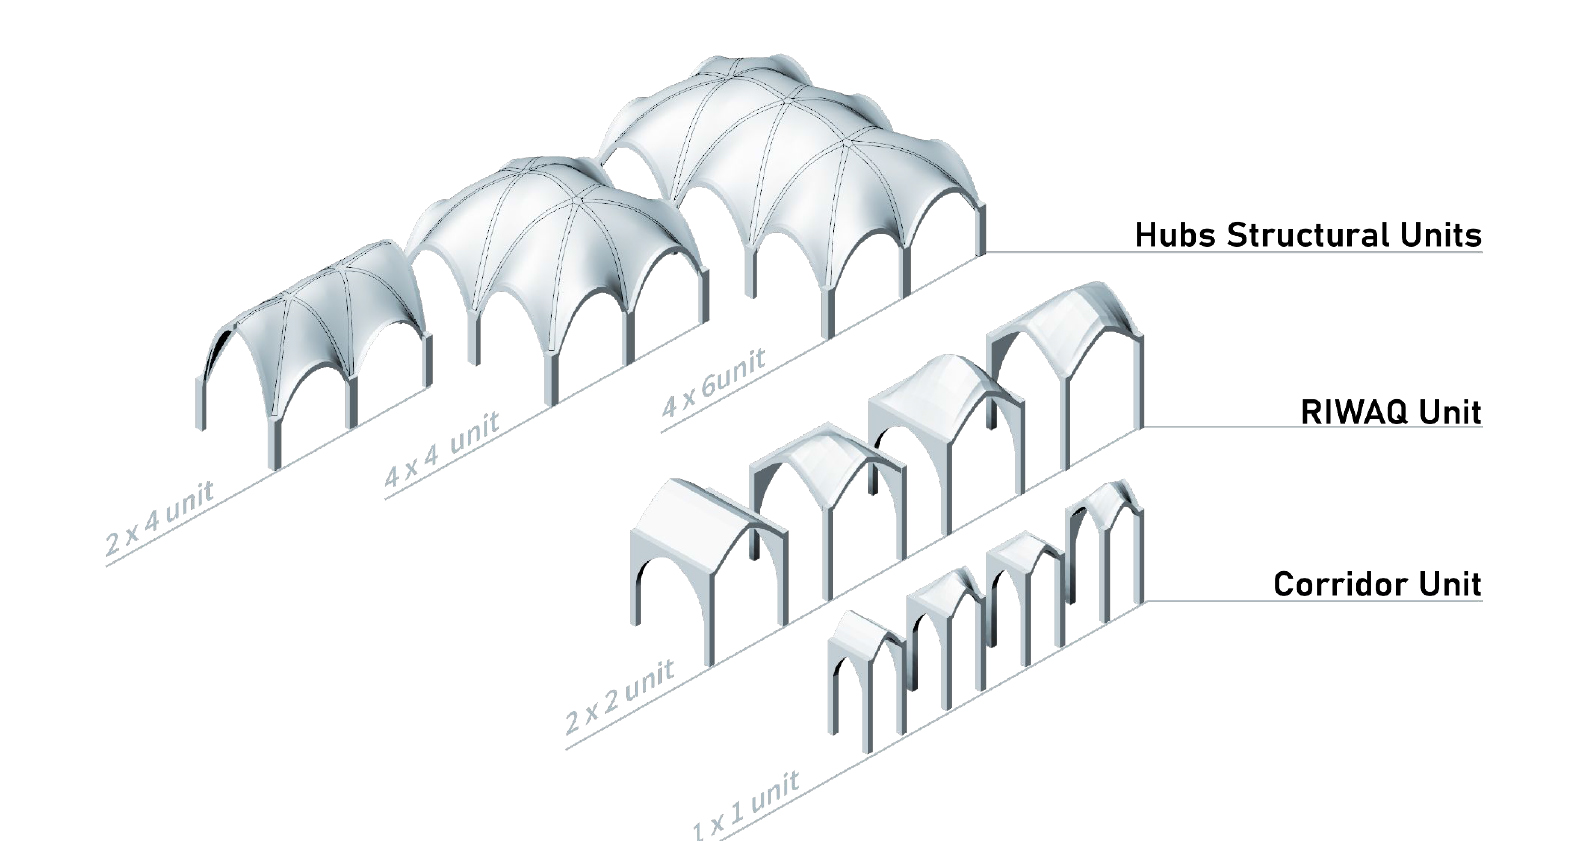 Hubs Structural Units
2 x 4 unit
4 x 4 unit
4 x 6unit
RIWAQ Unit
2 x 2 unit
Corridor Unit
1 x 1 unit